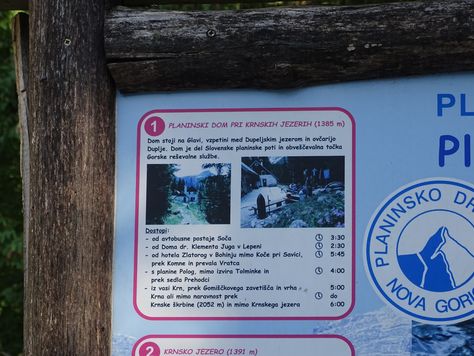 1 PLANINSKI DOM PRI KRNSKIH JEZERIH (1385 m)
Dom stoji na Glavi, vzpetini med Dupeljskim jezerom in ovčarijo
Duplje. Dom je del Slovenske planinske poti in obveščevalna točka
Gorske reševalne službe.
Dostopi:
- od avtobusne postaje Soča 3:30
- od Doma dr. Klementa Juga v Lepeni 2:30
- od hotela Zlatorog v Bohinju mimo Koče pri Savici, 5:45
prek Komne in prevala Vratca
- s planine Polog, mimo izvira Tolminke in 4:00
prek sedla Prehodci
- iz vasi Krn, prek Gomiščkovega zavetišča in vrha 5:00
Krna ali mimo naravnost prek do
Krnske škrbine (2052 m) in mimo Krnskega jezera 6:00
2 KRNSKO JEZERO (1391 m)
PL
PI
PLANINSKO DR
NOVA GORI